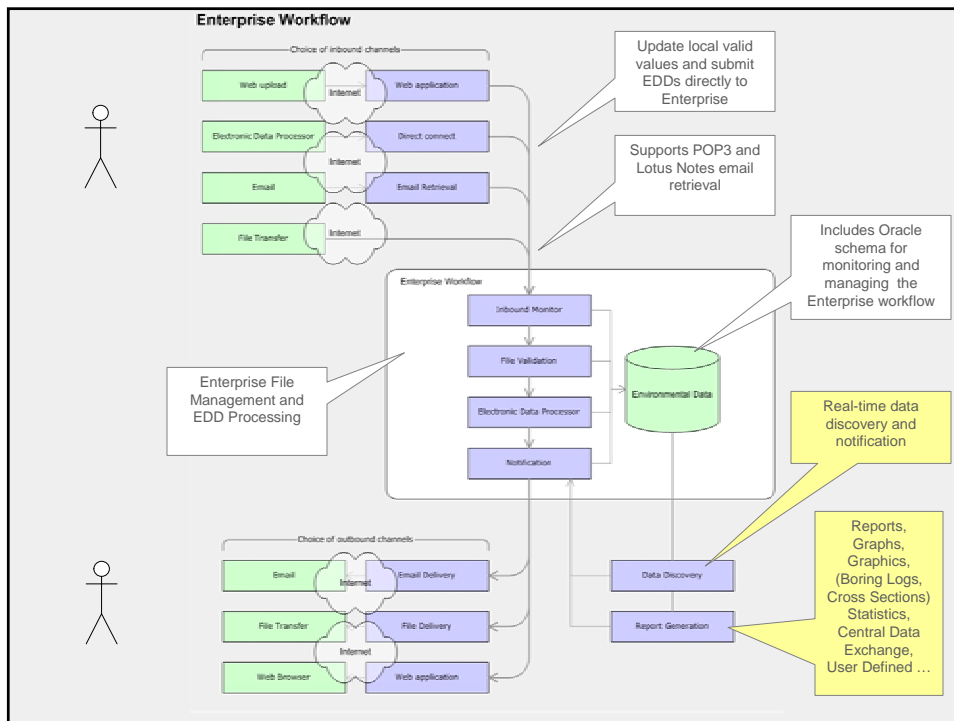 Enterprise Workflow
Choice of inbound channels
Web upload
Internet
Web application
Electronic Data Processor
Direct connect
Internet
Email
Email Retrieval
File Transfer
Internet
Update local valid
values and submit
EDDs directly to
Enterprise
Supports POP3 and
Lotus Notes email
retrieval
Includes Oracle
schema for
monitoring and
managing the
Enterprise workflow
Enterprise Workflow
Inbound Monitor
File Validation
Electronic Data Processor
Notification
Environmental Data
Enterprise File
Management and
EDD Processing
Real-time data
discovery and
notification
Reports,
Graphs,
Graphics,
(Boring Logs,
Cross Sections)
Statistics,
Central Data
Exchange,
User Defined …
Choice of outbound channels
Email
Internet
Email Delivery
File Transfer
File Delivery
Internet
Web Browser
Web application
Data Discovery
Report Generation